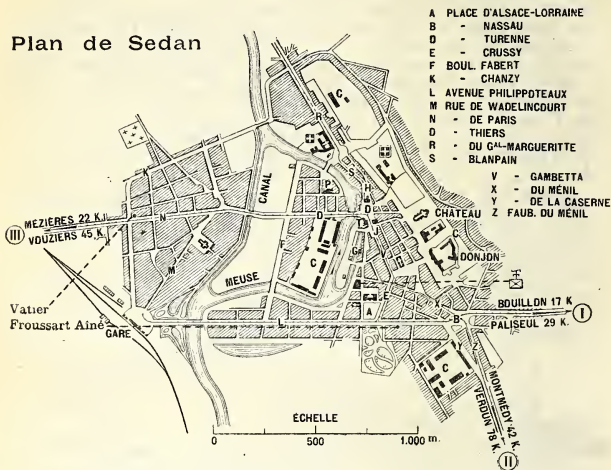 Plan de Sedan
A PLACE D'ALSACE-LORRAINE
B - NASSAU
D - TURENNE
E - CRUSSY
F BOUL. FABERT
K - CHANZY
L AVENUE PHILIPPOTEAUX
M RUE DE WADELINCOURT
N - DE PARIS
D - THIERS
R - DU GAL-MARGUERITTE
S - BLANPAIN
V - GAMBETTA
X - DU MÉNIL
Y - DE LA CASERNE
Z FAUB. DU MÉNIL
C
R
C
S
P
H
K
CANAL
D
J
CHÂTEAU
C
DONJON
III
MÉZIÈRES 22 K.
VOUZIERS 45 K.
N
D
F
C
G
V
M
MEUSE
X
E
A
B
BOUILLON 17 K
PALISEUL 29 K.
I
Vatier
Froussart Ainé
GARE
L
Z
C
MONTMÉDY 42 K.
VERDUN 78 K.
II
ÉCHELLE
0 500 1.000 m.